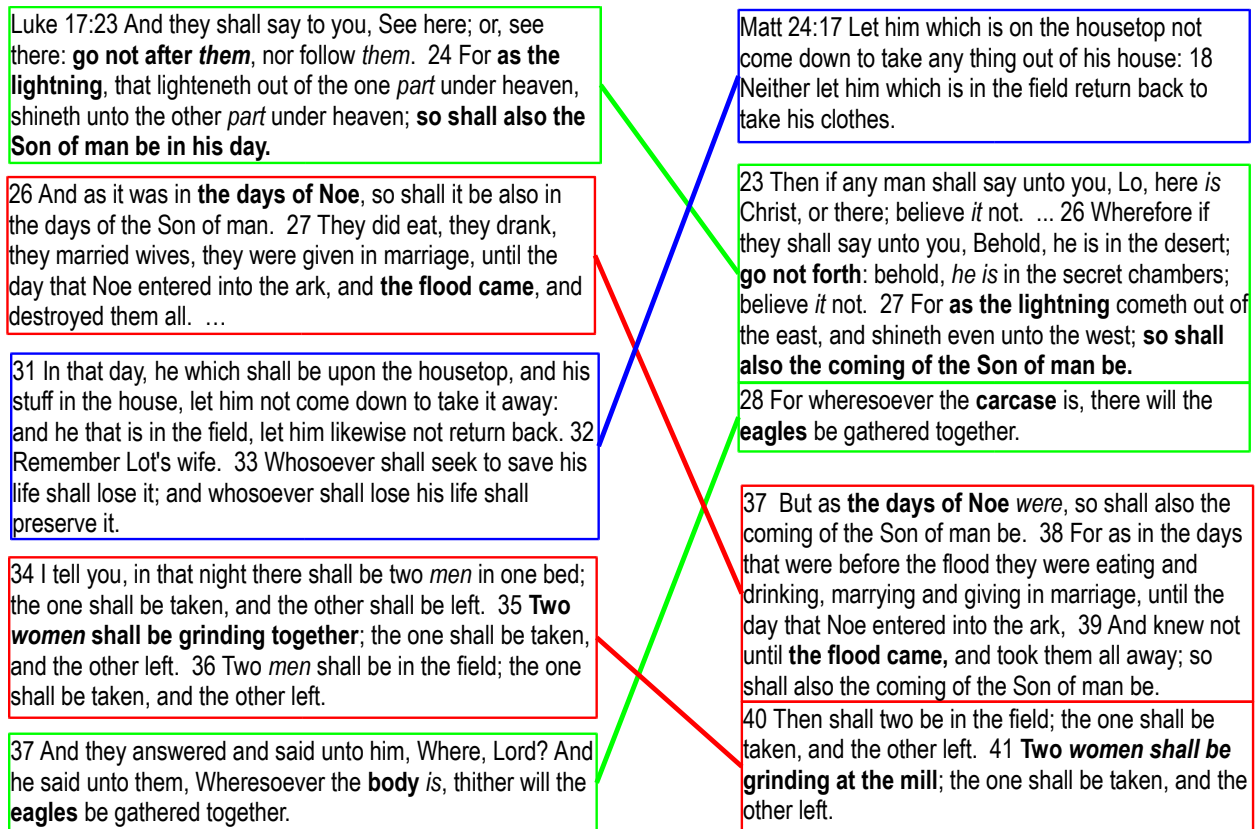 Luke 17:23 And they shall say to you, See here; or, see
there: go not after them, nor follow them.  24 For as the
lightning, that lighteneth out of the one part under heaven,
shineth unto the other part under heaven; so shall also the
Son of man be in his day.
26 And as it was in the days of Noe, so shall it be also in
the days of the Son of man.  27 They did eat, they drank,
they married wives, they were given in marriage, until the
day that Noe entered into the ark, and the flood came, and
destroyed them all.  …
31 In that day, he which shall be upon the housetop, and his
stuff in the house, let him not come down to take it away:
and he that is in the field, let him likewise not return back. 32
Remember Lot's wife.  33 Whosoever shall seek to save his
life shall lose it; and whosoever shall lose his life shall
preserve it.
34 I tell you, in that night there shall be two men in one bed;
the one shall be taken, and the other shall be left.  35 Two
women shall be grinding together; the one shall be taken,
and the other left.  36 Two men shall be in the field; the one
shall be taken, and the other left.
37 And they answered and said unto him, Where, Lord? And
he said unto them, Wheresoever the body is, thither will the
eagles be gathered together.
Matt 24:17 Let him which is on the housetop not
come down to take any thing out of his house: 18
Neither let him which is in the field return back to
take his clothes.
23 Then if any man shall say unto you, Lo, here is
Christ, or there; believe it not.  ... 26 Wherefore if
they shall say unto you, Behold, he is in the desert;
go not forth: behold, he is in the secret chambers;
believe it not.  27 For as the lightning cometh out of
the east, and shineth even unto the west; so shall
also the coming of the Son of man be.
28 For wheresoever the carcase is, there will the
eagles be gathered together.
37  But as the days of Noe were, so shall also the
coming of the Son of man be.  38 For as in the days
that were before the flood they were eating and
drinking, marrying and giving in marriage, until the
day that Noe entered into the ark,  39 And knew not
until the flood came, and took them all away; so
shall also the coming of the Son of man be.
40 Then shall two be in the field; the one shall be
taken, and the other left.  41 Two women shall be
grinding at the mill; the one shall be taken, and the
other left.